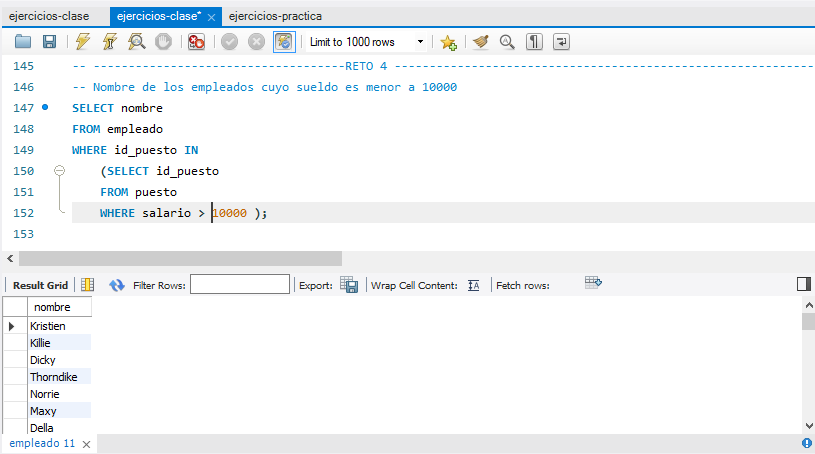 ejercicios-clase ejercicios-clase* ejercicios-practica
Limit to 1000 rows
145 -- ------------------------------------RETO 4 ------------------------------------------------------------
146 -- Nombre de los empleados cuyo sueldo es menor a 10000
147 SELECT nombre
148 FROM empleado
149 WHERE id_puesto IN
150 (SELECT id_puesto
151 FROM puesto
152 WHERE salario > 10000 );
153
Result Grid Filter Rows: Export: Wrap Cell Content: Fetch rows:
nombre
Kristien
Killie
Dicky
Thorndike
Norrie
Maxy
Della
empleado 11